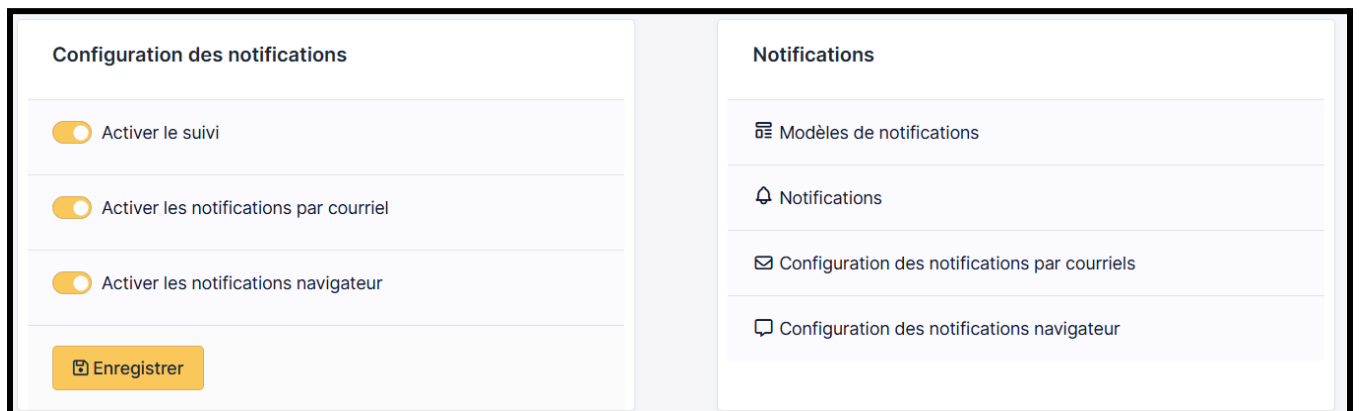 Configuration des notifications
Activer le suivi
Activer les notifications par courriel
Activer les notifications navigateur
Enregistrer
Notifications
Modèles de notifications
Notifications
Configuration des notifications par courriels
Configuration des notifications navigateur